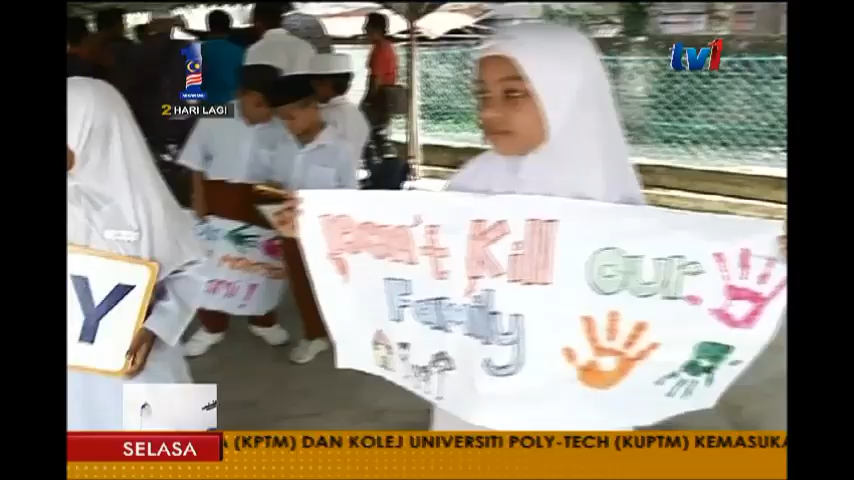 2 HARI LAGI
tv1
Don't Kill Our
Family
Y
SELASA
A (KPTM) DAN KOLEJ UNIVERSITI POLY-TECH (KUPTM) KEMASUKA